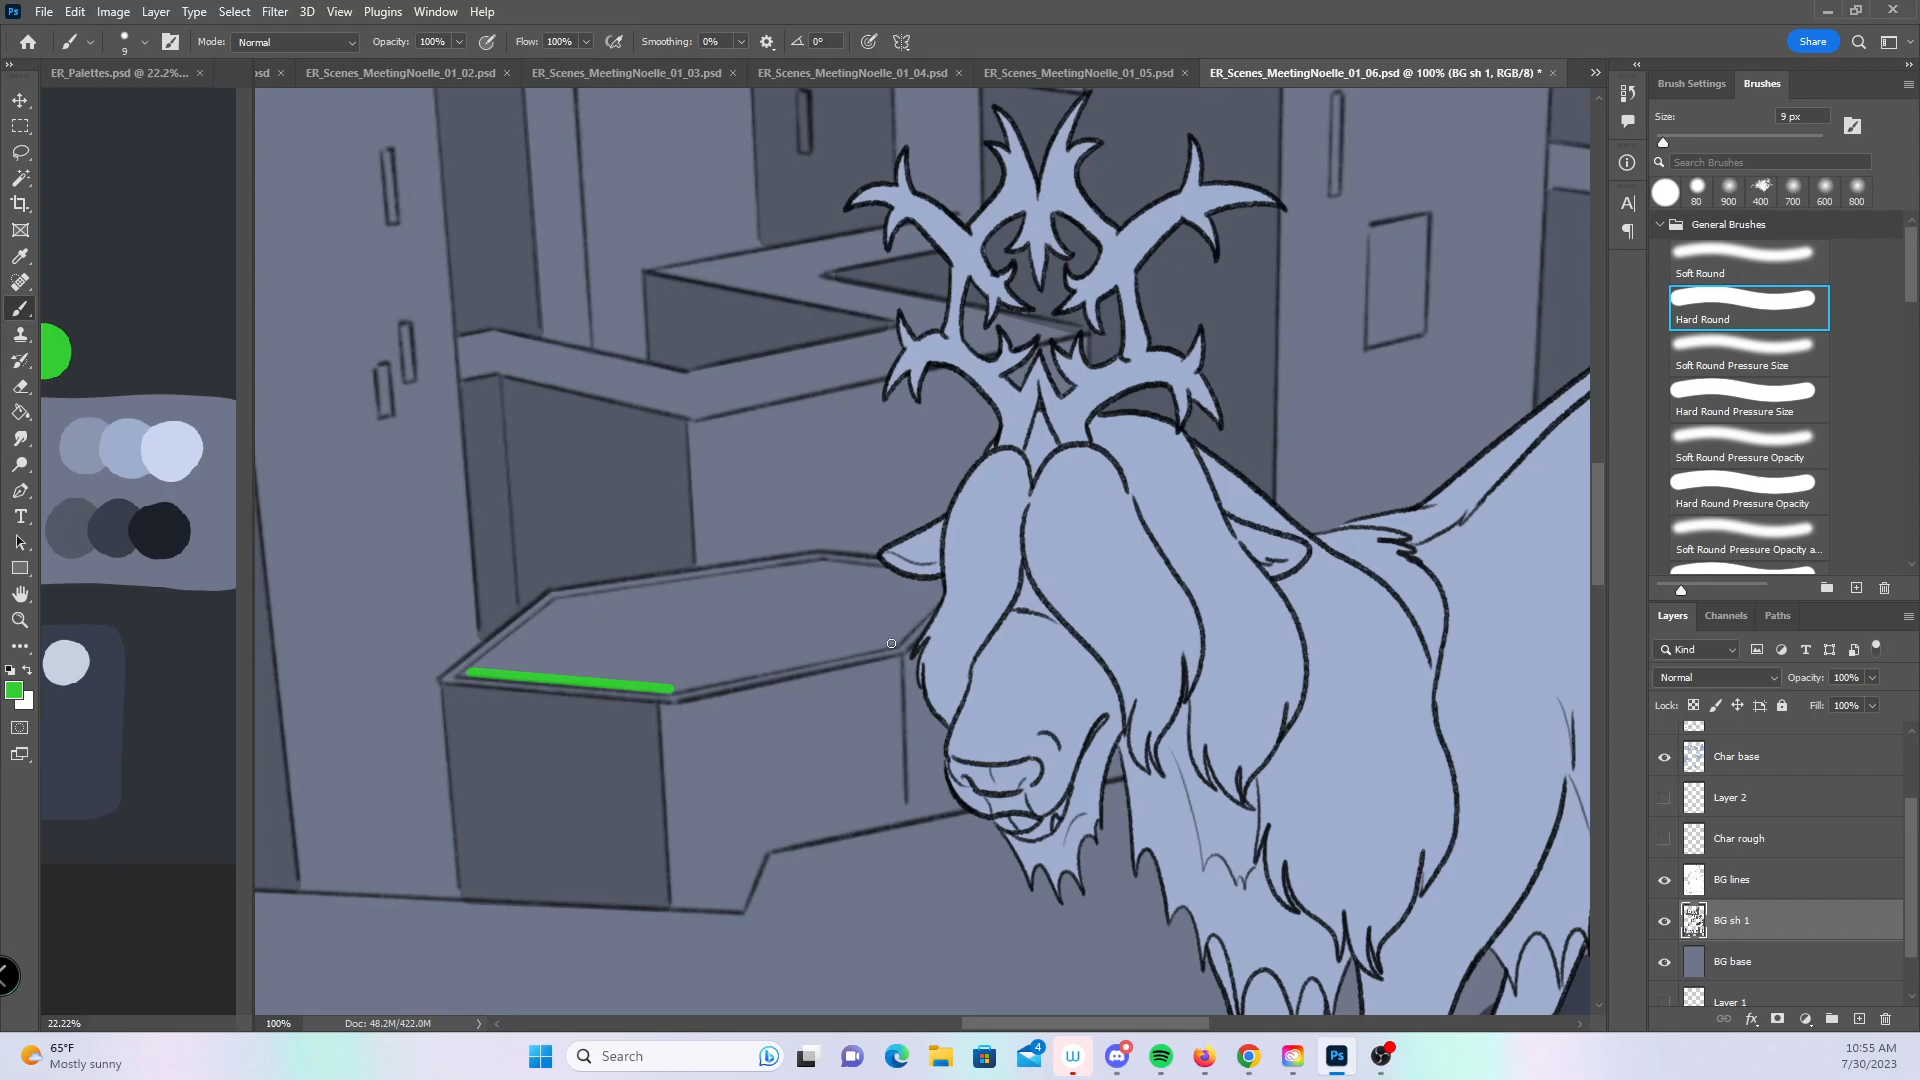 Ps File Edit Image Layer Type Select Filter 3D View Plugins Window Help
9 Mode: Normal Opacity: 100% Flow: 100% Smoothing: 0% 0° Share
ER_Palettes.psd @ 22.2%... psd ER_Scenes_MeetingNoelle_01_02.psd ER_Scenes_MeetingNoelle_01_03.psd ER_Scenes_MeetingNoelle_01_04.psd ER_Scenes_MeetingNoelle_01_05.psd ER_Scenes_MeetingNoelle_01_06.psd @ 100% (BG sh 1, RGB/8) *
Brush Settings Brushes
Size: 9 px
Search Brushes
80 900 400 700 600 800
General Brushes
Soft Round
Hard Round
Soft Round Pressure Size
Hard Round Pressure Size
Soft Round Pressure Opacity
Hard Round Pressure Opacity
Soft Round Pressure Opacity a...
Layers Channels Paths
Kind
Normal Opacity: 100%
Lock: Fill: 100%
Char base
Layer 2
Char rough
BG lines
BG sh 1
BG base
Layer 1
22.22% 100% Doc: 48.2M/422.0M
65°F
Mostly sunny
Search
4
Ps
10:55 AM
7/30/2023